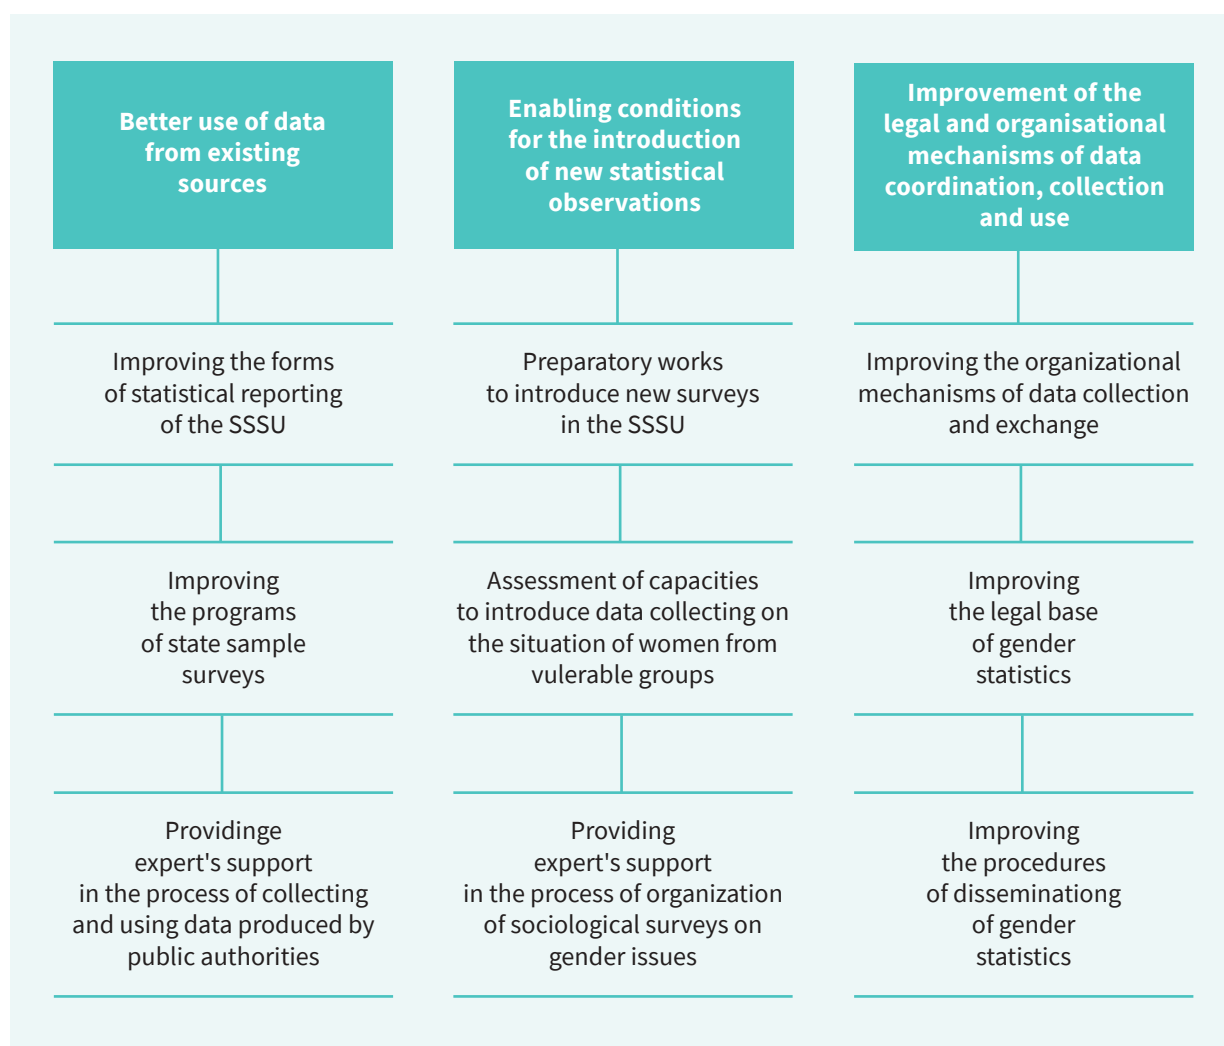 Better use of data
from existing
sources
Improving the forms
of statistical reporting
of the SSSU
Improving
the programs
of state sample
surveys
Providinge
expert's support
in the process of collecting
and using data produced by
public authorities
Enabling conditions
for the introduction
of new statistical
observations
Preparatory works
to introduce new surveys
in the SSSU
Assessment of capacities
to introduce data collecting on
the situation of women from
vulerable groups
Providing
expert's support
in the process of organization
of sociological surveys on
gender issues
Improvement of the
legal and organisational
mechanisms of data
coordination, collection
and use
Improving the organizational
mechanisms of data collection
and exchange
Improving
the legal base
of gender
statistics
Improving
the procedures
of disseminationg
of gender
statistics